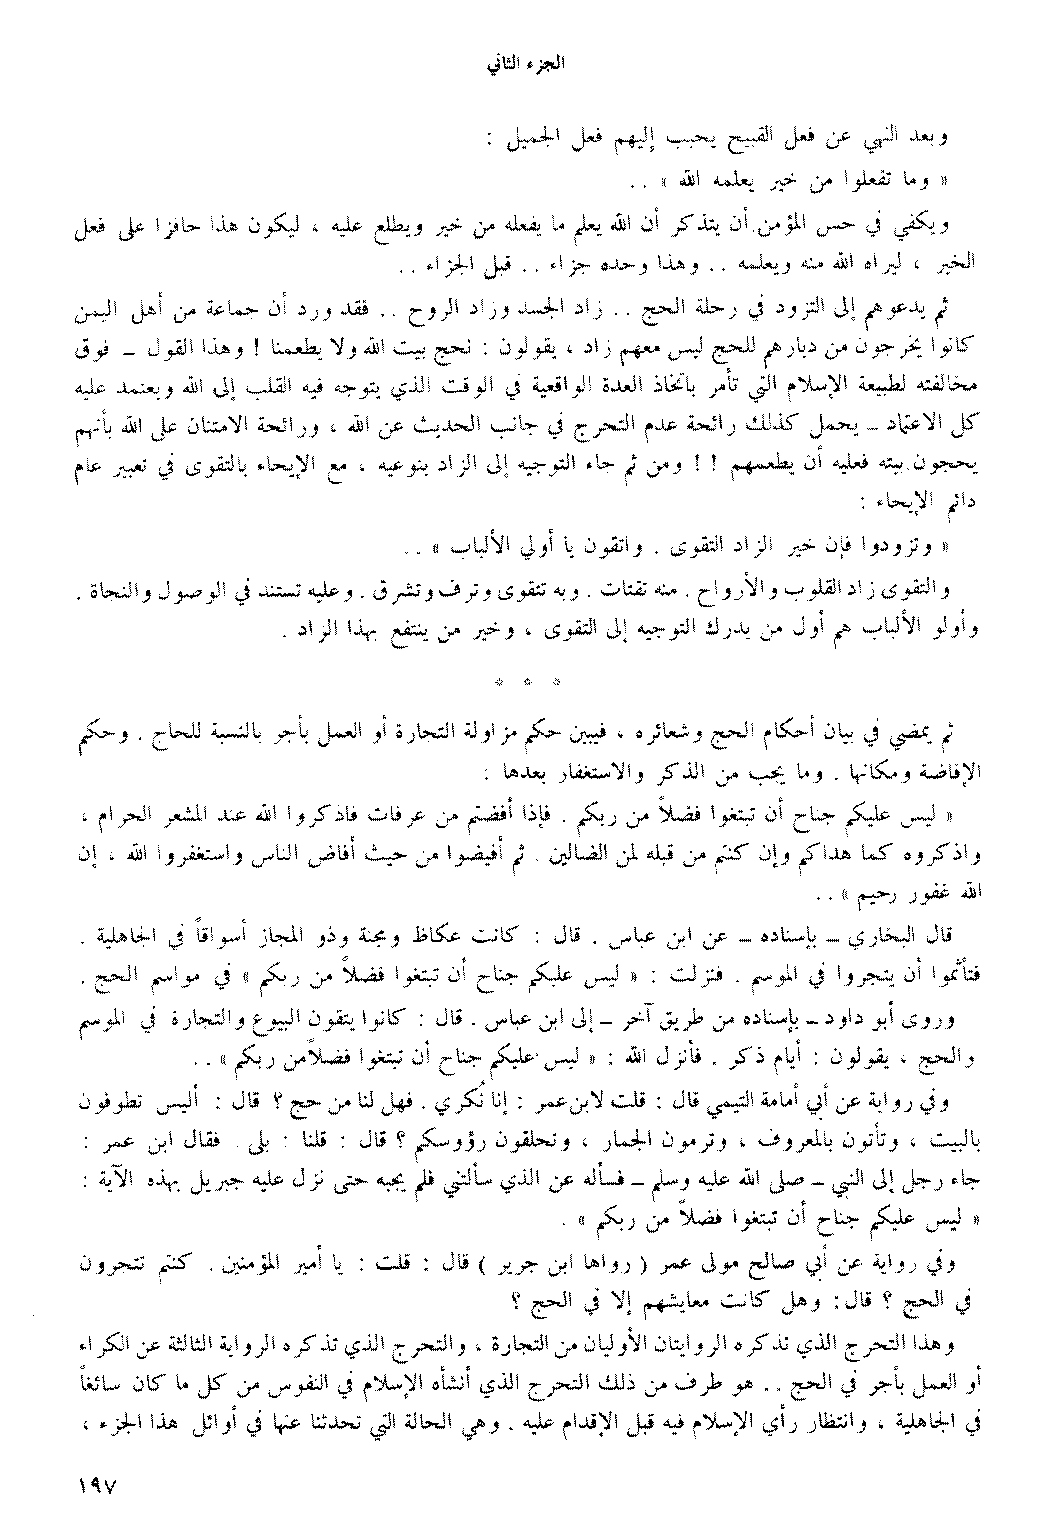 الجزء الثاني
وبعد النهي عن فعل القبيح يحبب إليهم فعل الجميل :
« وما تفعلوا من خير يعلمه الله » . .
ويكفي في حس المؤمن أن يتذكر أن الله يعلم ما يفعله من خير ويطلع عليه ، ليكون هذا حافزا على فعل
الخير ، ليراه الله منه ويعلمه . . وهذا وحده جزاء . . قبل الجزاء . .
ثم يدعوهم إلى التزود في رحلة الحج . . زاد الجسد وزاد الروح . . فقد ورد أن جماعة من أهل اليمن
كانوا يخرجون من ديارهم للحج ليس معهم زاد ، يقولون : نحج بيت الله ولا يطعمنا ! وهذا القول – فوق
مخالفته لطبيعة الإسلام التي تأمر باتخاذ العدة الواقعية في الوقت الذي يتوجه فيه القلب إلى الله ويعتمد عليه
كل الاعتماد – يحمل كذلك رائحة عدم التحرج في جانب الحديث عن الله ، ورائحة الامتنان على الله بأنهم
يحجون بيته فعليه أن يطعمهم ! ! ومن ثم جاء التوجيه إلى الزاد بنوعيه ، مع الإيحاء بالتقوى في تعبير عام
دائم الإيحاء :
« وتزودوا فإن خير الزاد التقوى . واتقون يا أولي الألباب » . .
والتقوى زاد القلوب والأرواح . منه تقتات . وبه تتقوى وترف وتشرق . وعليه تستند في الوصول والنجاة .
وأولو الألباب هم أول من يدرك التوجيه إلى التقوى ، وخير من ينتفع بهذا الزاد .
* * *
ثم يمضي في بيان أحكام الحج وشعائره ، فيبين حكم مزاولة التجارة أو العمل بأجر بالنسبة للحاج . وحكم
الإفاضة ومكانها . وما يجب من الذكر والاستغفار بعدها :
« ليس عليكم جناح أن تبتغوا فضلاً من ربكم . فإذا أفضتم من عرفات فاذكروا الله عند المشعر الحرام ،
واذكروه كما هداكم وإن كنتم من قبله لمن الضالين . ثم أفيضوا من حيث أفاض الناس واستغفروا الله ، إن
الله غفور رحيم » . .
قال البخاري – بإسناده – عن ابن عباس . قال : كانت عكاظ ومجنة وذو المجاز أسواقاً في الجاهلية .
فتأثموا أن يتجروا في الموسم . فنزلت : « ليس عليكم جناح أن تبتغوا فضلاً من ربكم » في مواسم الحج .
وروى أبو داود – بإسناده من طريق آخر – إلى ابن عباس . قال : كانوا يتقون البيوع والتجارة في الموسم
والحج ، يقولون : أيام ذكر . فأنزل الله : « ليس عليكم جناح أن تبتغوا فضلاً من ربكم » . .
وفي رواية عن أبي أمامة التيمي قال : قلت لابن عمر : إنا نُكري . فهل لنا من حج ؟ قال : أليس تطوفون
بالبيت ، وتأتون بالمعروف ، وترمون الجمار ، وتحلقون رؤوسكم ؟ قال : قلنا : بلى . فقال ابن عمر :
جاء رجل إلى النبي – صلى الله عليه وسلم – فسأله عن الذي سألتني فلم يجبه حتى نزل عليه جبريل بهذه الآية :
« ليس عليكم جناح أن تبتغوا فضلاً من ربكم » .
وفي رواية عن أبي صالح مولى عمر ( رواها ابن جرير ) قال : قلت : يا أمير المؤمنين . كنتم تتجرون
في الحج ؟ قال : وهل كانت معايشهم إلا في الحج ؟
وهذا التحرج الذي تذكره الروايتان الأوليان من التجارة ، والتحرج الذي تذكره الرواية الثالثة عن الكراء
أو العمل بأجر في الحج . . هو طرف من ذلك التحرج الذي أنشأه الإسلام في النفوس من كل ما كان سائغاً
في الجاهلية ، وانتظار رأي الإسلام فيه قبل الإقدام عليه . وهي الحالة التي تحدثنا عنها في أوائل هذا الجزء ،
١٩٧